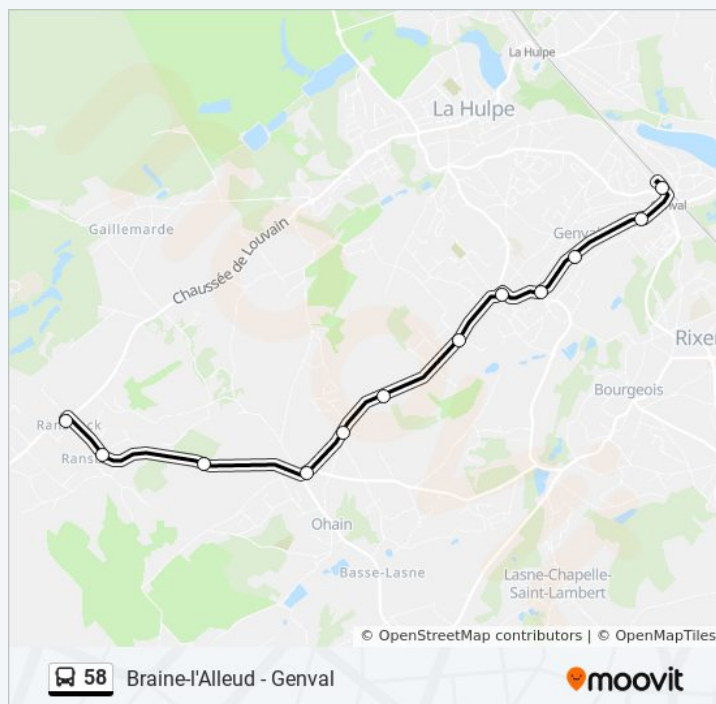 La Hulpe
La Hulpe
Gaillemarde
Chaussée de Louvain
Genval
Rixen
Bourgeois
Ohain
Basse-Lasne
Lasne-Chapelle-
Saint-Lambert
© OpenStreetMap contributors | © OpenMapTiles
58 Braine-l'Alleud - Genval
moovit